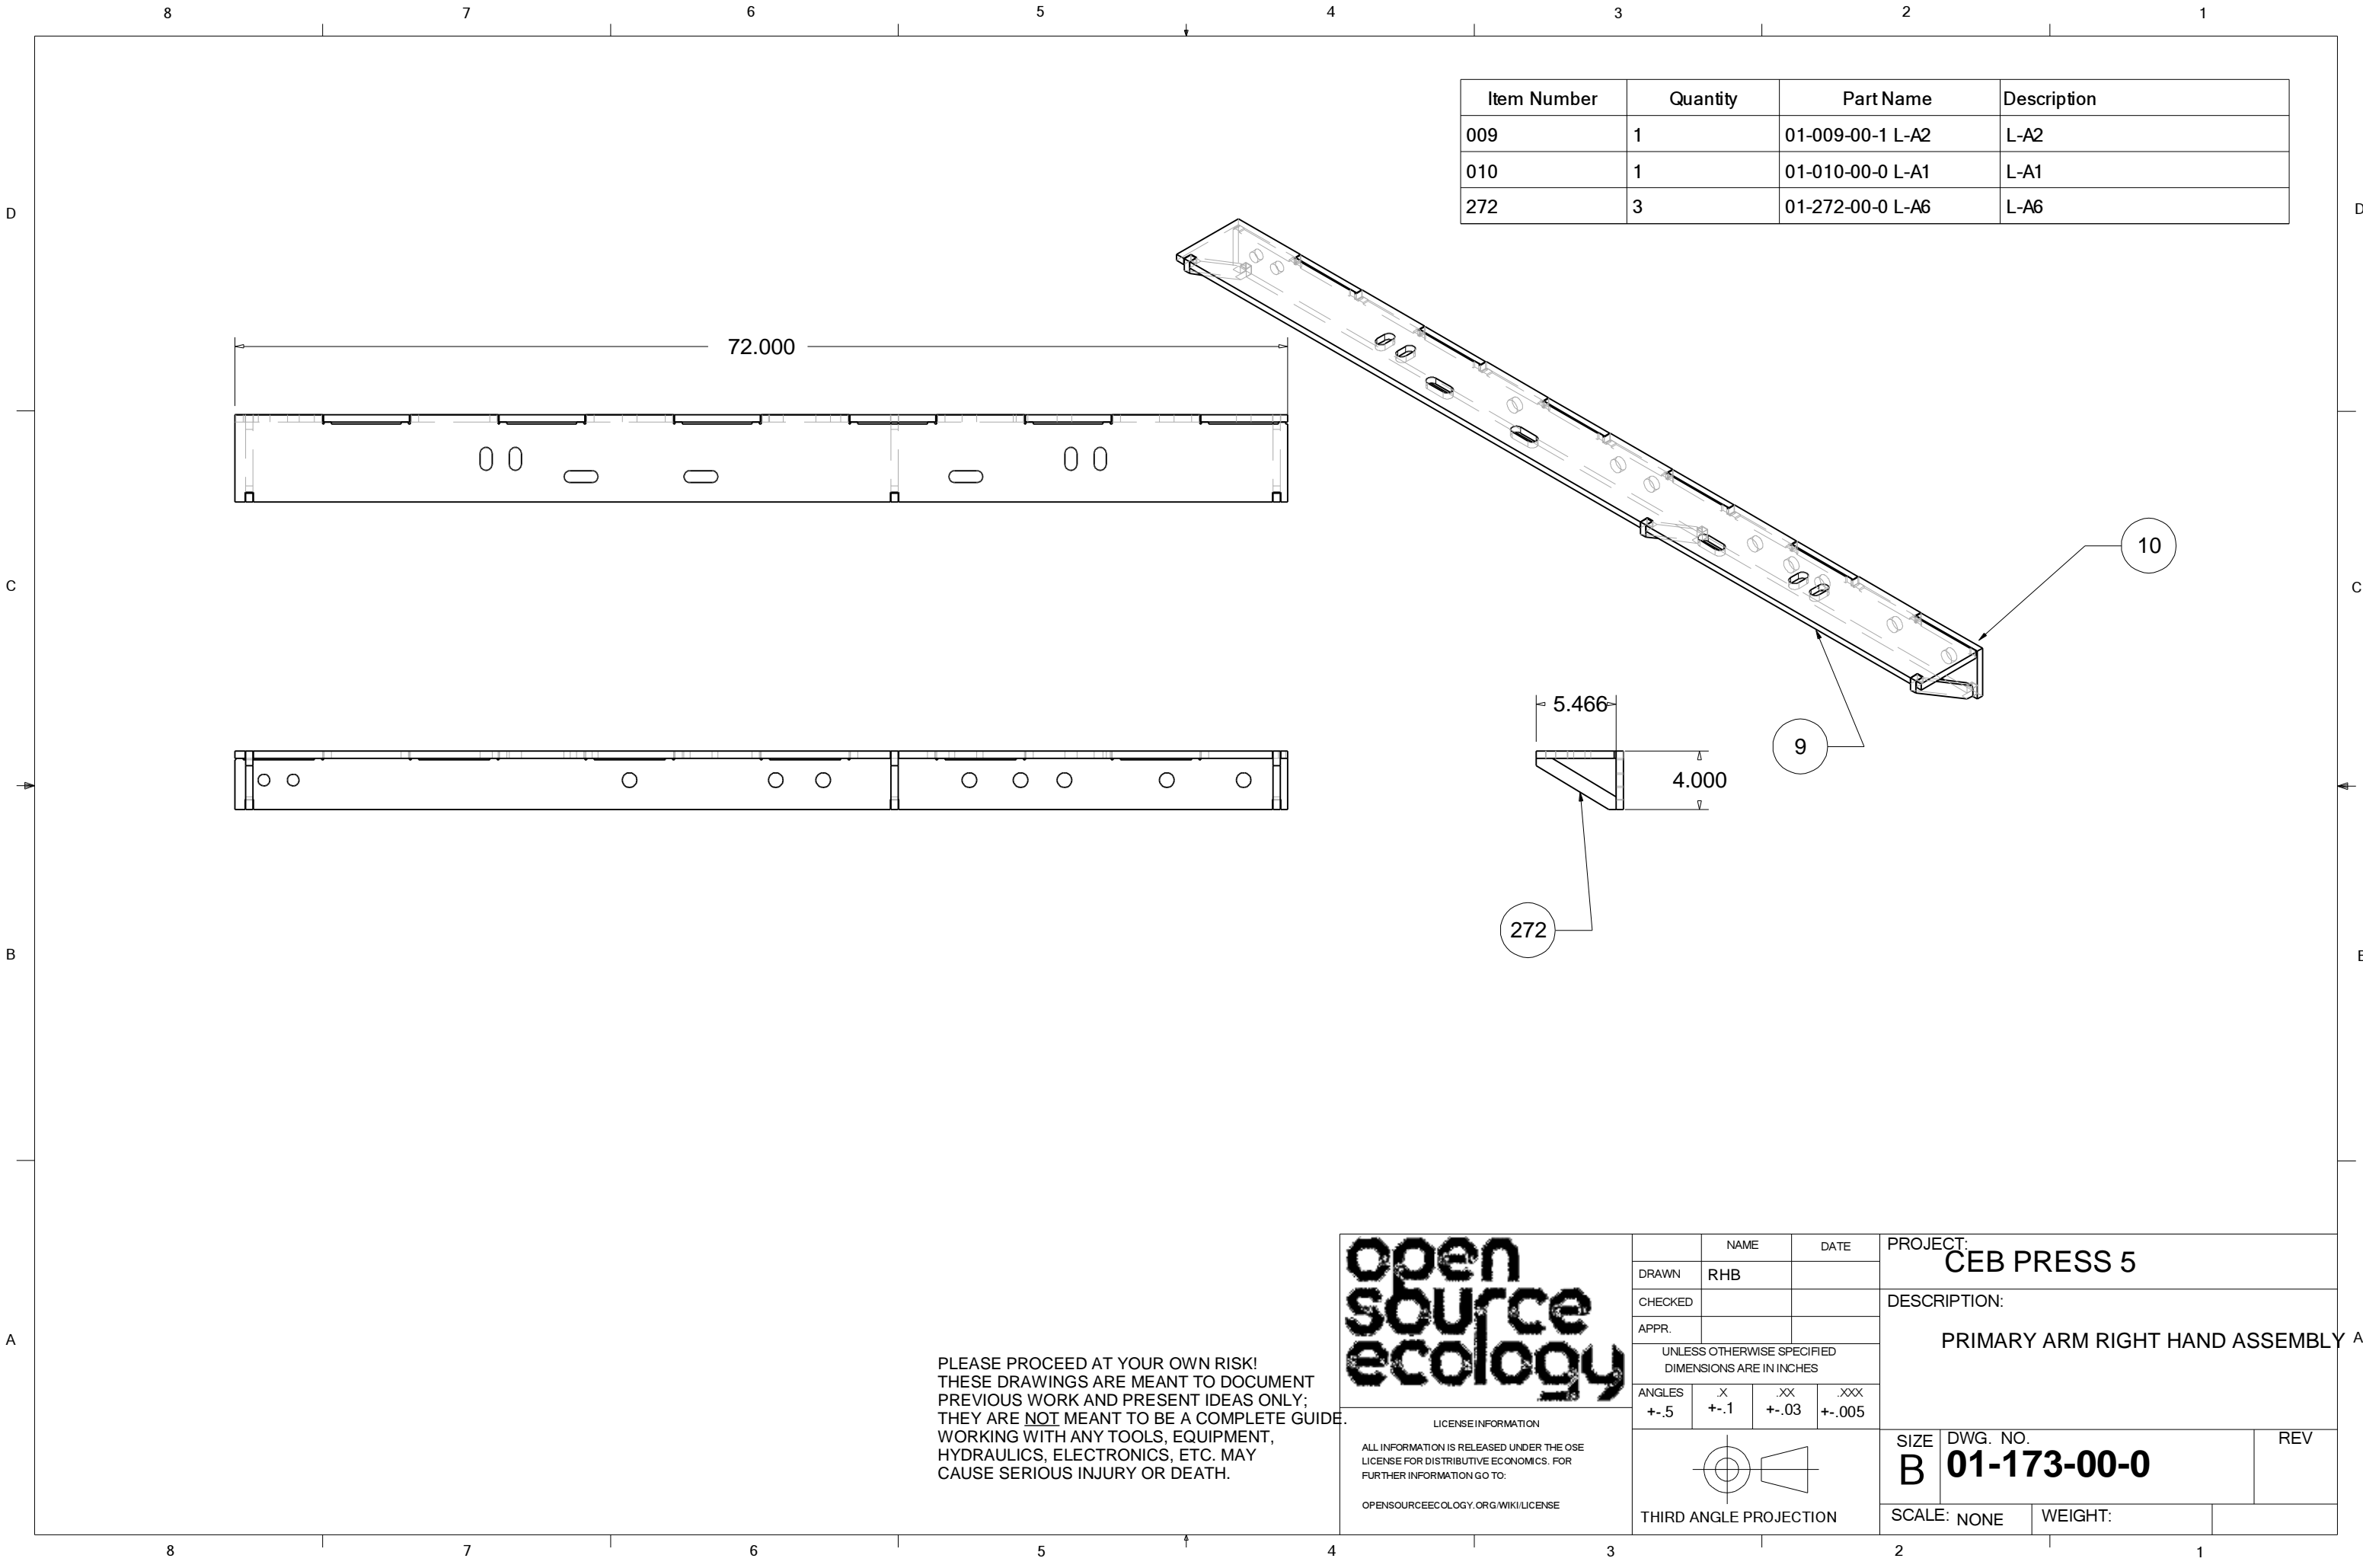 8 7 6 5 4 3 2 1
Item Number Quantity Part Name Description
009 1 01-009-00-1 L-A2 L-A2
010 1 01-010-00-0 L-A1 L-A1
272 3 01-272-00-0 L-A6 L-A6
D D
72.000
10
C C
5.466
9
4.000
272
B B
open
source
ecology
NAME DATE
DRAWN RHB
CHECKED
APPR.
UNLESS OTHERWISE SPECIFIED
DIMENSIONS ARE IN INCHES
ANGLES .X .XX .XXX
+-.5 +-.1 +-.03 +-.005
THIRD ANGLE PROJECTION
PROJECT:
CEB PRESS 5
DESCRIPTION:
PRIMARY ARM RIGHT HAND ASSEMBLY
A A
SIZE DWG. NO. REV
B 01-173-00-0
SCALE: NONE WEIGHT:
LICENSE INFORMATION
ALL INFORMATION IS RELEASED UNDER THE OSE
LICENSE FOR DISTRIBUTIVE ECONOMICS. FOR
FURTHER INFORMATION GO TO:
OPENSOURCEECOLOGY.ORG/WIKI/LICENSE
PLEASE PROCEED AT YOUR OWN RISK!
THESE DRAWINGS ARE MEANT TO DOCUMENT
PREVIOUS WORK AND PRESENT IDEAS ONLY;
THEY ARE NOT MEANT TO BE A COMPLETE GUIDE.
WORKING WITH ANY TOOLS, EQUIPMENT,
HYDRAULICS, ELECTRONICS, ETC. MAY
CAUSE SERIOUS INJURY OR DEATH.
8 7 6 5 4 3 2 1